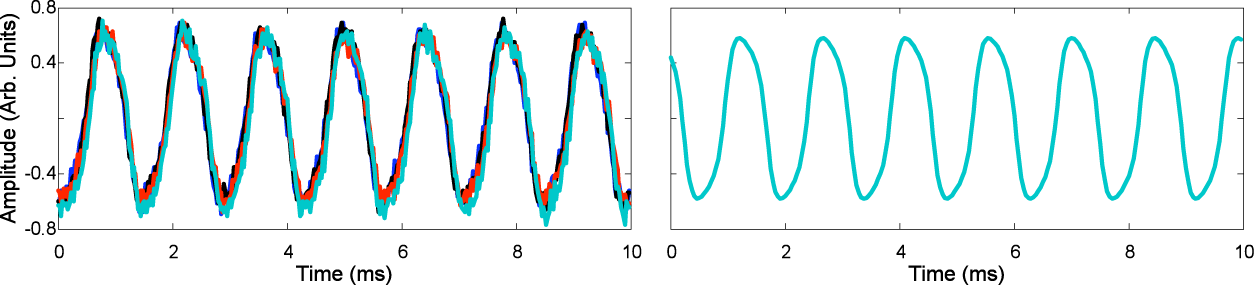 Amplitude (Arb. Units)
0.8
0.4
-0.4
-0.8
0 2 4 6 8 10
Time (ms)
0 2 4 6 8 10
Time (ms)